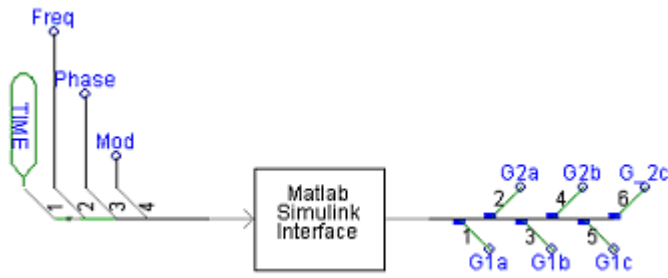 Freq
Phase
TIME
Mod
1
2
3
4
Matlab
Simulink
Interface
G2a
G2b
G_2c
2
4
6
1
3
5
G1a
G1b
G1c